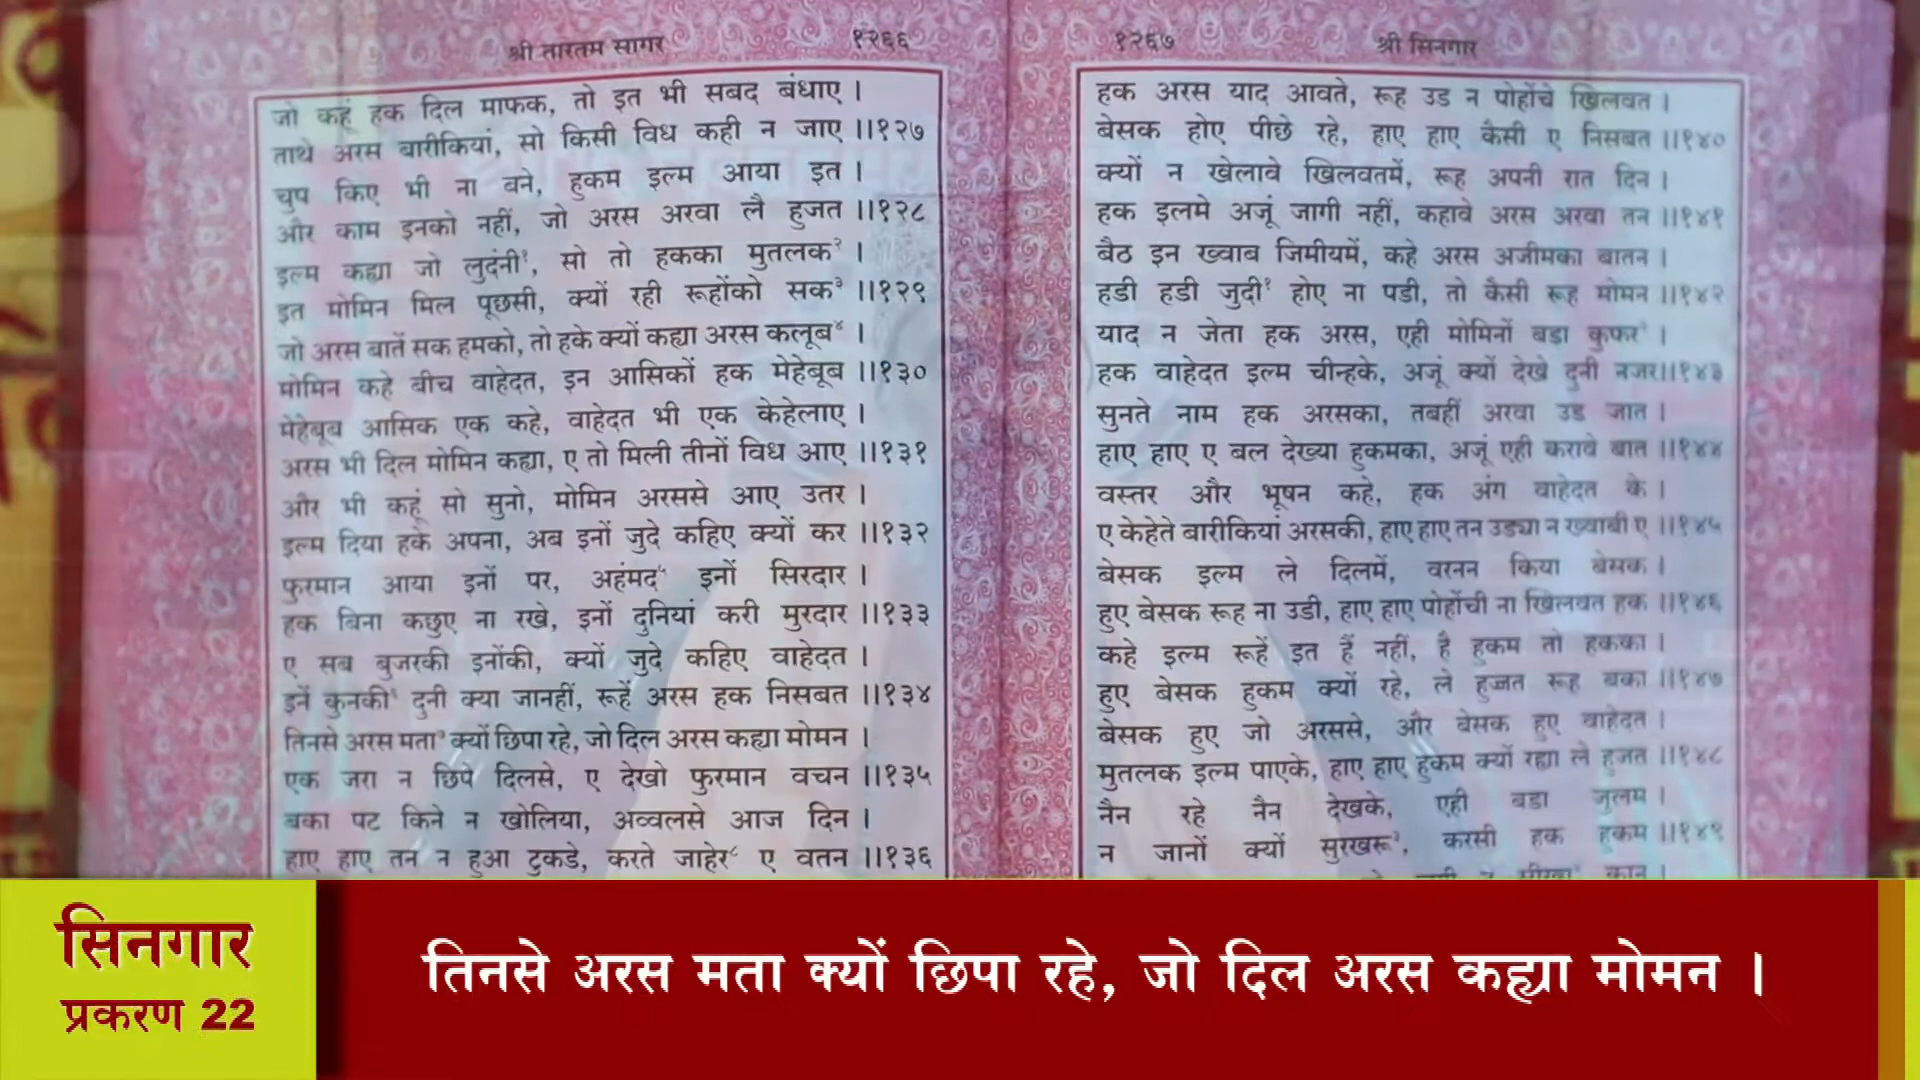 श्री तारतम सागर
१२६६
जो कहूं हक दिल माफक, तो इत भी सबद बंधाए ।
ताथे अरस बारीकियां, सो किसी विध कही न जाए ।।१२७
चुप किए भी ना बने, हुकम इल्म आया इत ।
और काम इनको नहीं, जो अरस अरवा लै हुजत ।।१२८
इल्म कह्या जो लुदंनी१, सो तो हकका मुतलक२ ।
इत मोमिन मिल पूछसी, क्यों रही रूहोंको सक३ ।।१२९
जो अरस बातें सक हमको, तो हके क्यों कह्या अरस कलूब४ ।
मोमिन कहे बीच वाहेदत, इन आसिकों हक मेहेबूब ।।१३०
मेहेबूब आसिक एक कहे, वाहेदत भी एक केहेलाए ।
अरस भी दिल मोमिन कह्या, ए तो मिली तीनों विध आए ।।१३१
और भी कहूं सो सुनो, मोमिन अरससे आए उतर ।
इल्म दिया हके अपना, अब इनों जुदे कहिए क्यों कर ।।१३२
फुरमान आया इनों पर, अहंमद५ इनों सिरदार ।
हक बिना कछुए ना रखे, इनों दुनियां करी मुरदार ।।१३३
ए सब बुजरकी इनोंकी, क्यों जुदे कहिए वाहेदत ।
इनें कुनकी६ दुनी क्या जानहीं, रूहें अरस हक निसबत ।।१३४
तिनसे अरस मता७ क्यों छिपा रहे, जो दिल अरस कह्या मोमन ।
एक जरा न छिपे दिलसे, ए देखो फुरमान वचन ।।१३५
बका पट किने न खोलिया, अव्वलसे आज दिन ।
हाए हाए तन न हुआ टुकडे, करते जाहेर८ ए वतन ।।१३६
१२६७
श्री सिनगार
हक अरस याद आवते, रूह उड न पोहोंचे खिलवत ।
बेसक होए पीछे रहे, हाए हाए कैसी ए निसबत ।।१४०
क्यों न खेलावे खिलवतमें, रूह अपनी रात दिन ।
हक इलमे अजूं जागी नहीं, कहावे अरस अरवा तन ।।१४१
बैठ इन ख्वाब जिमीयमें, कहे अरस अजीमका बातन ।
हडी हडी जुदी१ होए ना पडी, तो कैसी रूह मोमन ।।१४२
याद न जेता हक अरस, एही मोमिनों बडा कुफर ।
हक वाहेदत इल्म चीन्हके, अजूं क्यों देखे दुनी नजर।।१४३
सुनते नाम हक अरसका, तबहीं अरवा उड जात ।
हाए हाए ए बल देख्या हुकमका, अजूं एही करावे बात ।।१४४
वस्तर और भूषन कहे, हक अंग वाहेदत के ।
ए केहेते बारीकियां अरसकी, हाए हाए तन उड्या न ख्वाबी ए ।।१४५
बेसक इल्म ले दिलमें, वरनन किया बेसक ।
हुए बेसक रूह ना उडी, हाए हाए पोहोंची ना खिलवत हक ।।१४६
कहे इल्म रूहें इत हैं नहीं, है हुकम तो हकका ।
हुए बेसक हुकम क्यों रहे, ले हुज्जत रूह बका ।।१४७
बेसक हुए जो अरससे, और बेसक हुए वाहेदत ।
मुतलक इल्म पाएके, हाए हाए हुकम क्यों रह्या ले हुजत ।।१४८
नैन रहे नैन देखके, एही बडा जुलम ।
न जानों क्यों सुरखरू२, करसी हक हुकम ।।१४९
सिनगार
प्रकरण 22
तिनसे अरस मता क्यों छिपा रहे, जो दिल अरस कह्या मोमन ।